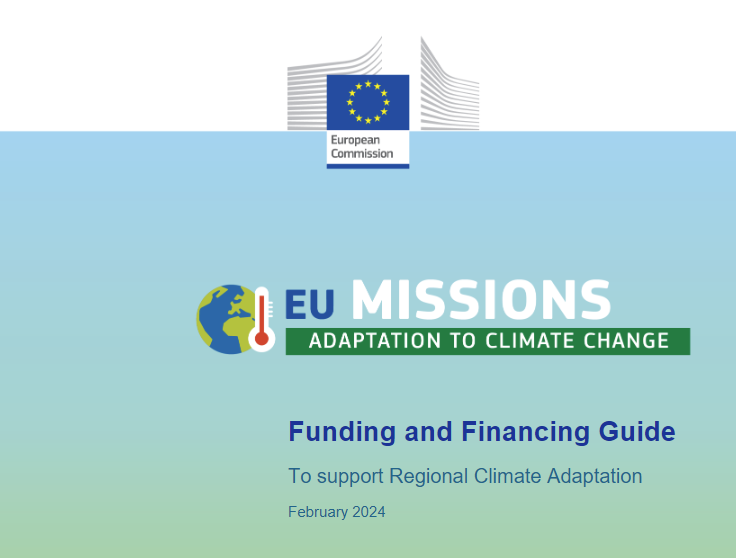 European
Commission
EU MISSIONS
ADAPTATION TO CLIMATE CHANGE
Funding and Financing Guide
To support Regional Climate Adaptation
February 2024